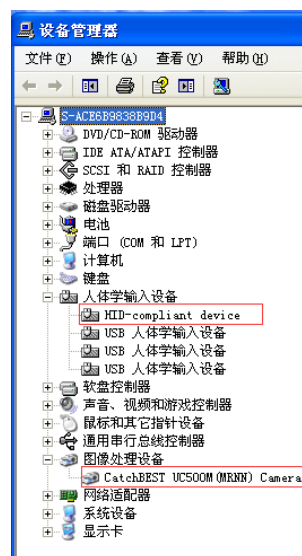 设备管理器
文件(F) 操作(A) 查看(V) 帮助(H)
S-ACE6B9838B9D4
DVD/CD-ROM 驱动器
IDE ATA/ATAPI 控制器
SCSI 和 RAID 控制器
处理器
磁盘驱动器
电池
端口 (COM 和 LPT)
计算机
键盘
人体学输入设备
HID-compliant device
USB 人体学输入设备
USB 人体学输入设备
USB 人体学输入设备
软盘控制器
声音、视频和游戏控制器
鼠标和其它指针设备
通用串行总线控制器
图像处理设备
CatchBEST UC500M(MRNN) Camera
网络适配器
系统设备
显示卡